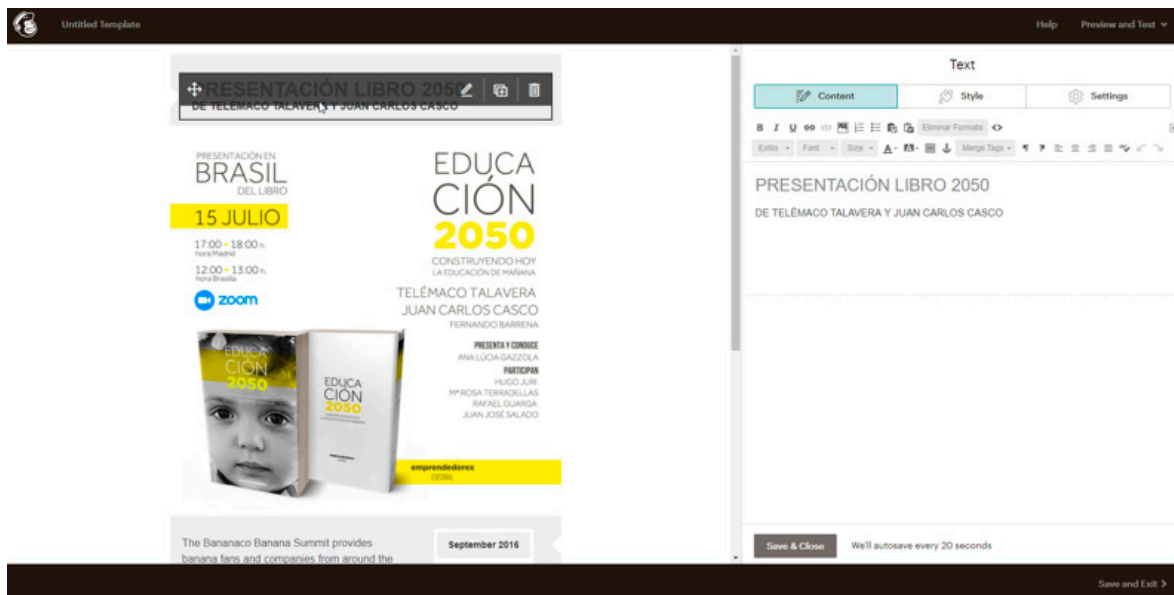 Untitled Template
Help
Preview and Test
PRESENTACIÓN LIBRO 2050
DE TELÉMACO TALAVERA Y JUAN CARLOS CASCO
PRESENTACIÓN EN
BRASIL
DEL LIBRO
15 JULIO
17:00 – 18:00 h.
hora Madrid
12:00 – 13:00 h.
hora Brasilia
zoom
EDUCA
CIÓN
2050
CONSTRUYENDO HOY
LA EDUCACIÓN DE MAÑANA
TELÉMACO TALAVERA
JUAN CARLOS CASCO
FERNANDO BARRENA
PRESENTA Y CONDUCE
ANA LÚCIA GAZZOLA
PARTICIPAN
HUGO JURI
Mª ROSA TERRADELLAS
RAFAEL GUARGA
JUAN JOSÉ SALADO
EDUCA
CIÓN
2050
EDUCA
CIÓN
2050
emprendedorex
EDITORIAL
The Bananaco Banana Summit provides
banana fans and companies from around the
September 2016
Text
Content
Style
Settings
B I U
Eliminar Formato
Estilo
Font
Size
A
Merge Tags
PRESENTACIÓN LIBRO 2050
DE TELÉMACO TALAVERA Y JUAN CARLOS CASCO
Save & Close
We'll autosave every 20 seconds
Save and Exit